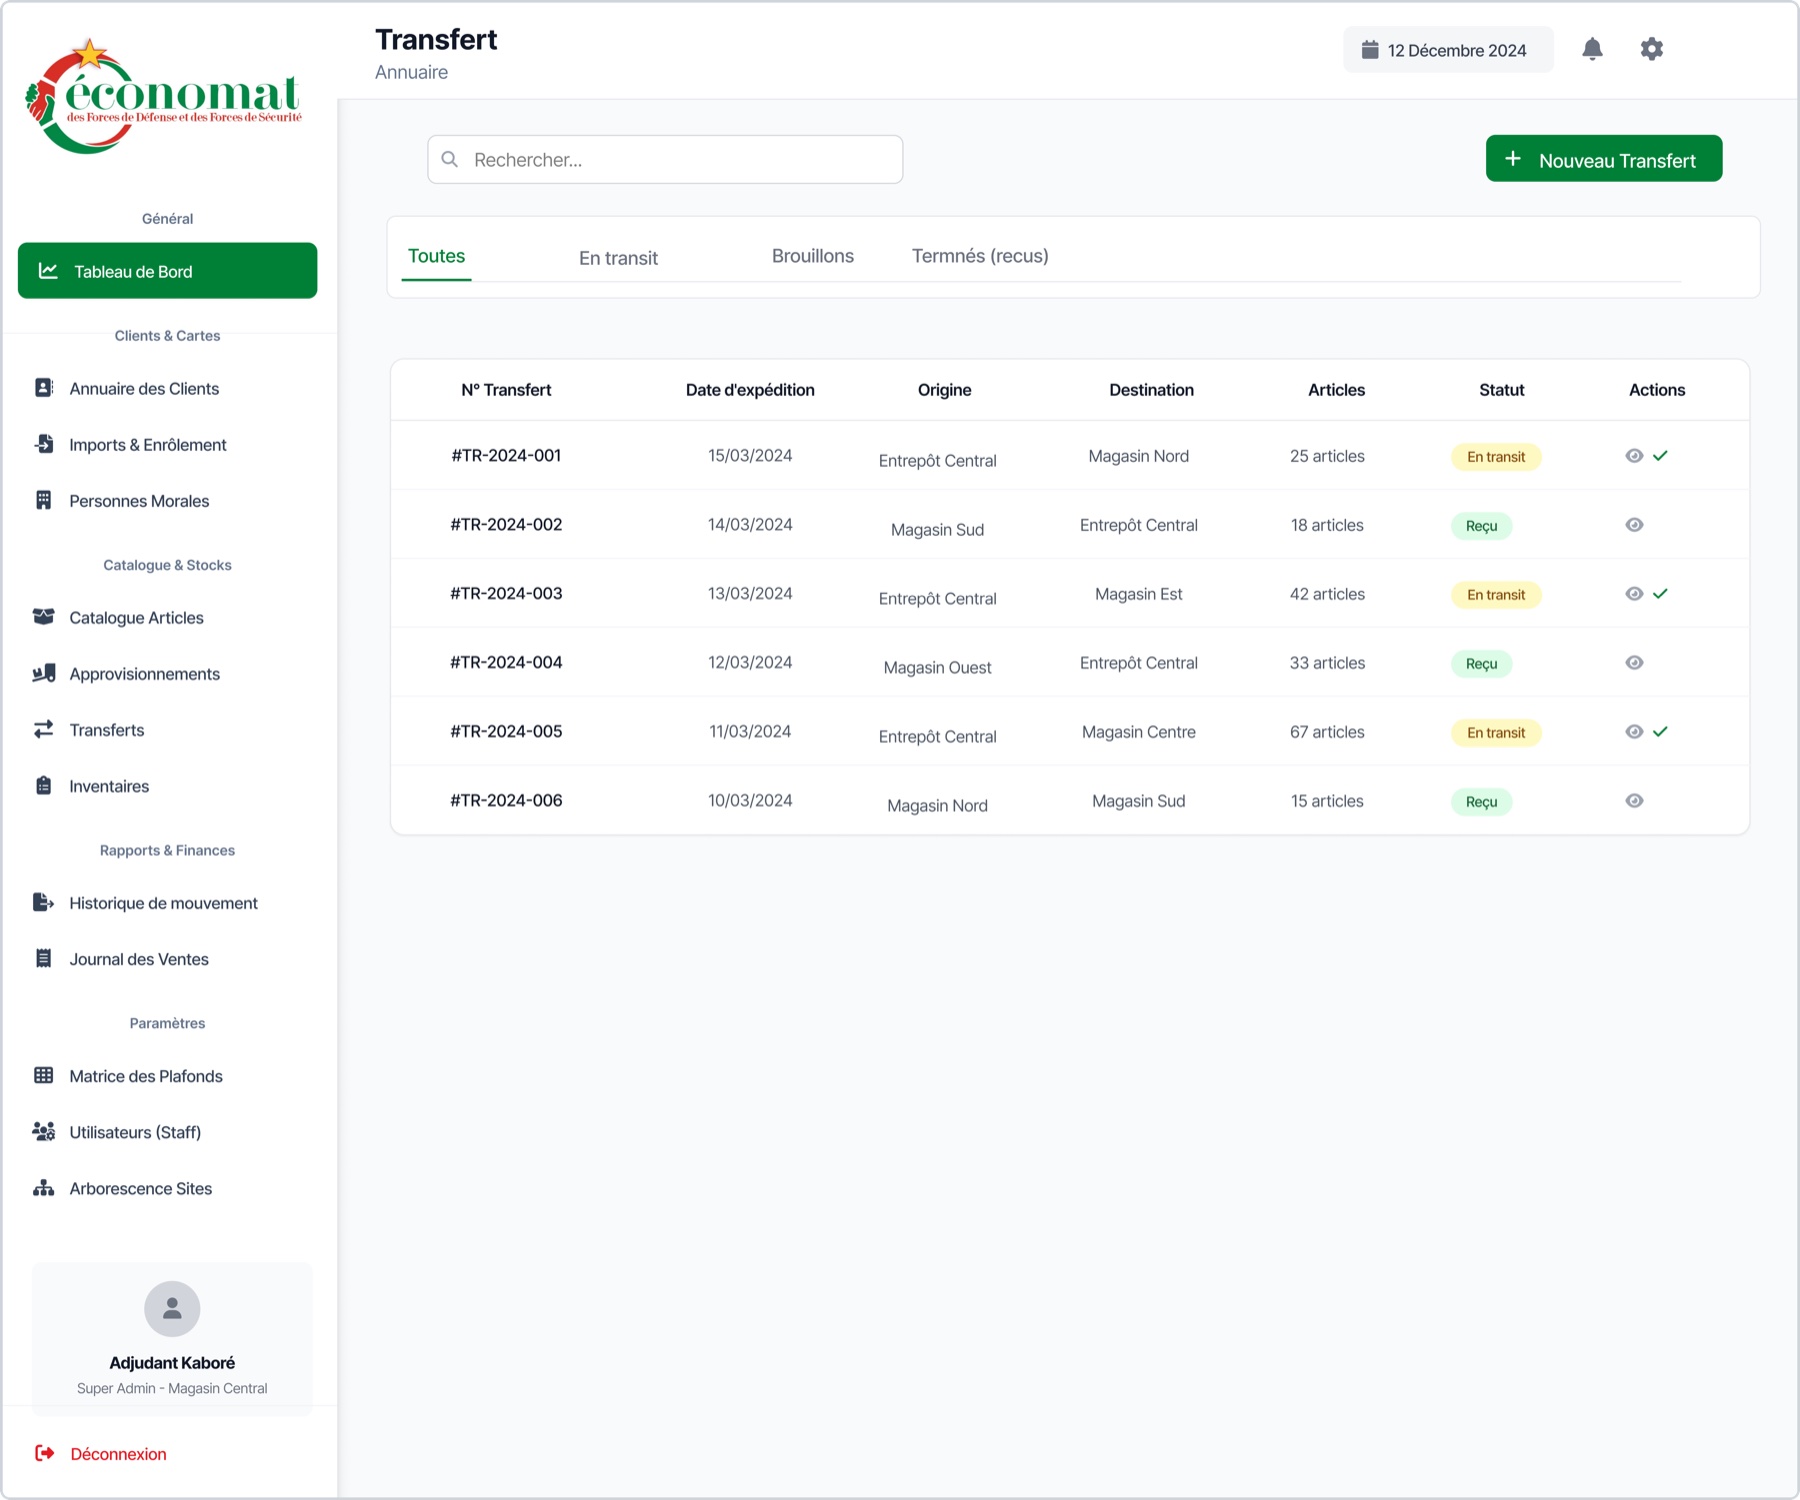 économat
des Forces de Défense et des Forces de Sécurité
Général
Tableau de Bord
Clients & Cartes
Annuaire des Clients
Imports & Enrôlement
Personnes Morales
Catalogue & Stocks
Catalogue Articles
Approvisionnements
Transferts
Inventaires
Rapports & Finances
Historique de mouvement
Journal des Ventes
Paramètres
Matrice des Plafonds
Utilisateurs (Staff)
Arborescence Sites
Adjudant Kaboré
Super Admin - Magasin Central
Déconnexion
Transfert
Annuaire
12 Décembre 2024
Rechercher...
Nouveau Transfert
Toutes En transit Brouillons Termnés (recus)
N° Transfert Date d'expédition Origine Destination Articles Statut Actions
#TR-2024-001 15/03/2024 Entrepôt Central Magasin Nord 25 articles En transit
#TR-2024-002 14/03/2024 Magasin Sud Entrepôt Central 18 articles Reçu
#TR-2024-003 13/03/2024 Entrepôt Central Magasin Est 42 articles En transit
#TR-2024-004 12/03/2024 Magasin Ouest Entrepôt Central 33 articles Reçu
#TR-2024-005 11/03/2024 Entrepôt Central Magasin Centre 67 articles En transit
#TR-2024-006 10/03/2024 Magasin Nord Magasin Sud 15 articles Reçu